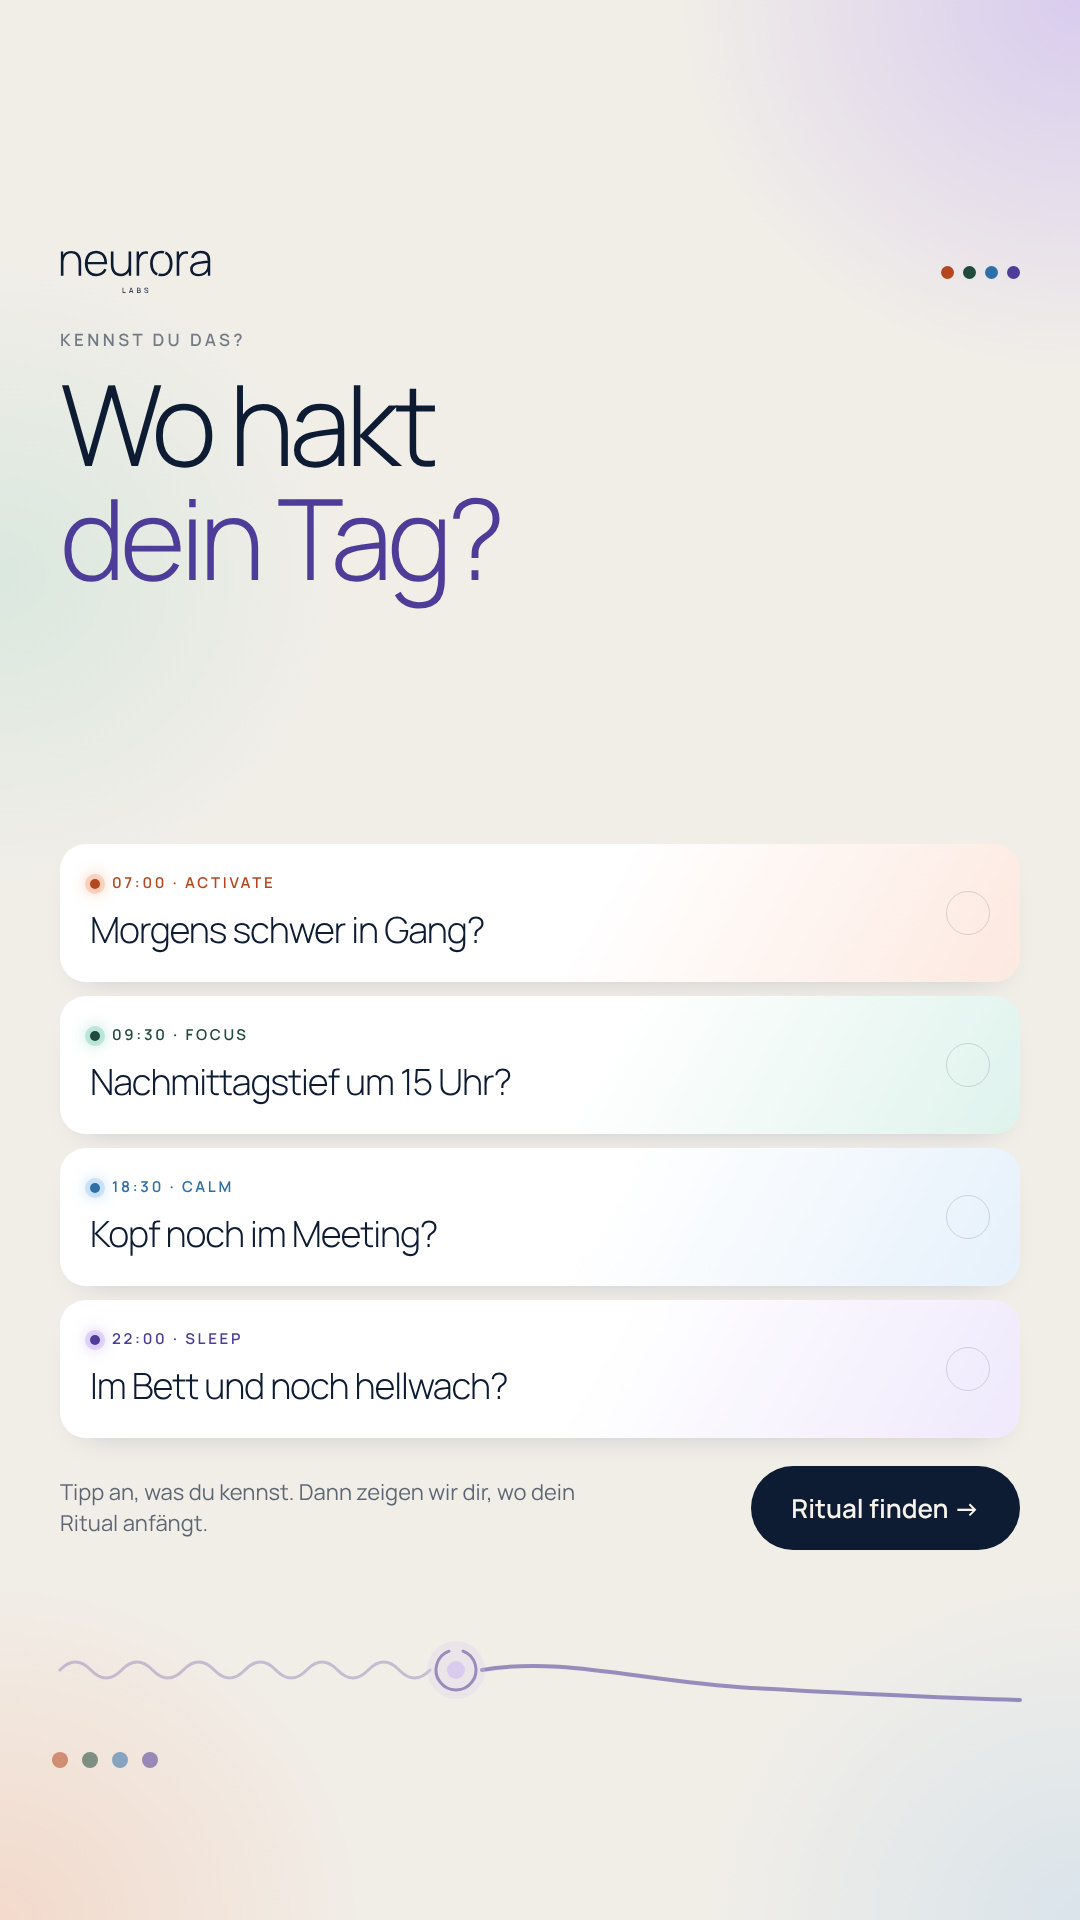 neurora
LABS
KENNST DU DAS?
Wo hakt
dein Tag?
07:00 · ACTIVATE
Morgens schwer in Gang?
09:30 · FOCUS
Nachmittagstief um 15 Uhr?
18:30 · CALM
Kopf noch im Meeting?
22:00 · SLEEP
Im Bett und noch hellwach?
Tipp an, was du kennst. Dann zeigen wir dir, wo dein
Ritual anfängt.
Ritual finden →